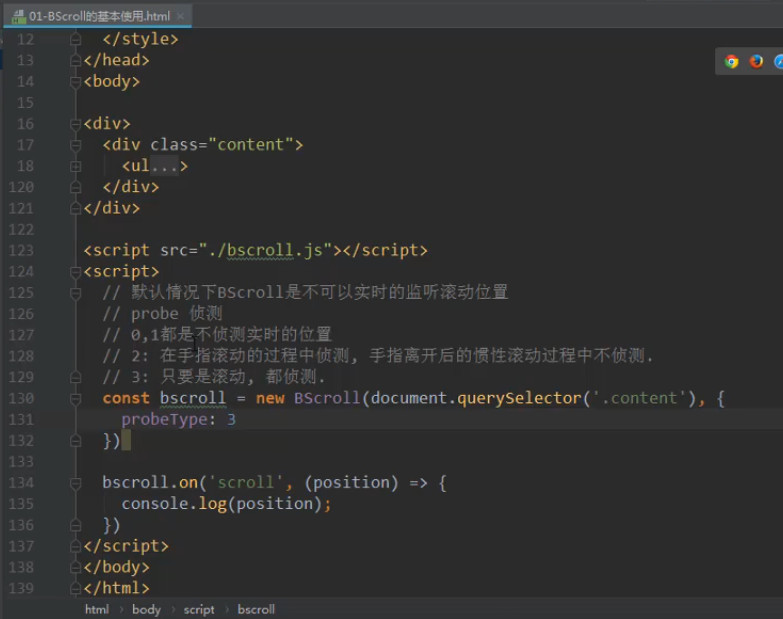 01-BScroll的基本使用.html
12 </style>
13 </head>
14 <body>
15
16 <div>
17 <div class="content">
18 <ul...>
120 </div>
121 </div>
122
123 <script src="./bscroll.js"></script>
124 <script>
125 // 默认情况下BScroll是不可以实时的监听滚动位置
126 // probe 侦测
127 // 0,1都是不侦测实时的位置
128 // 2: 在手指滚动的过程中侦测, 手指离开后的惯性滚动过程中不侦测.
129 // 3: 只要是滚动, 都侦测.
130 const bscroll = new BScroll(document.querySelector('.content'), {
131 probeType: 3
132 })
133
134 bscroll.on('scroll', (position) => {
135 console.log(position);
136 })
137 </script>
138 </body>
139 </html>
html › body › script › bscroll